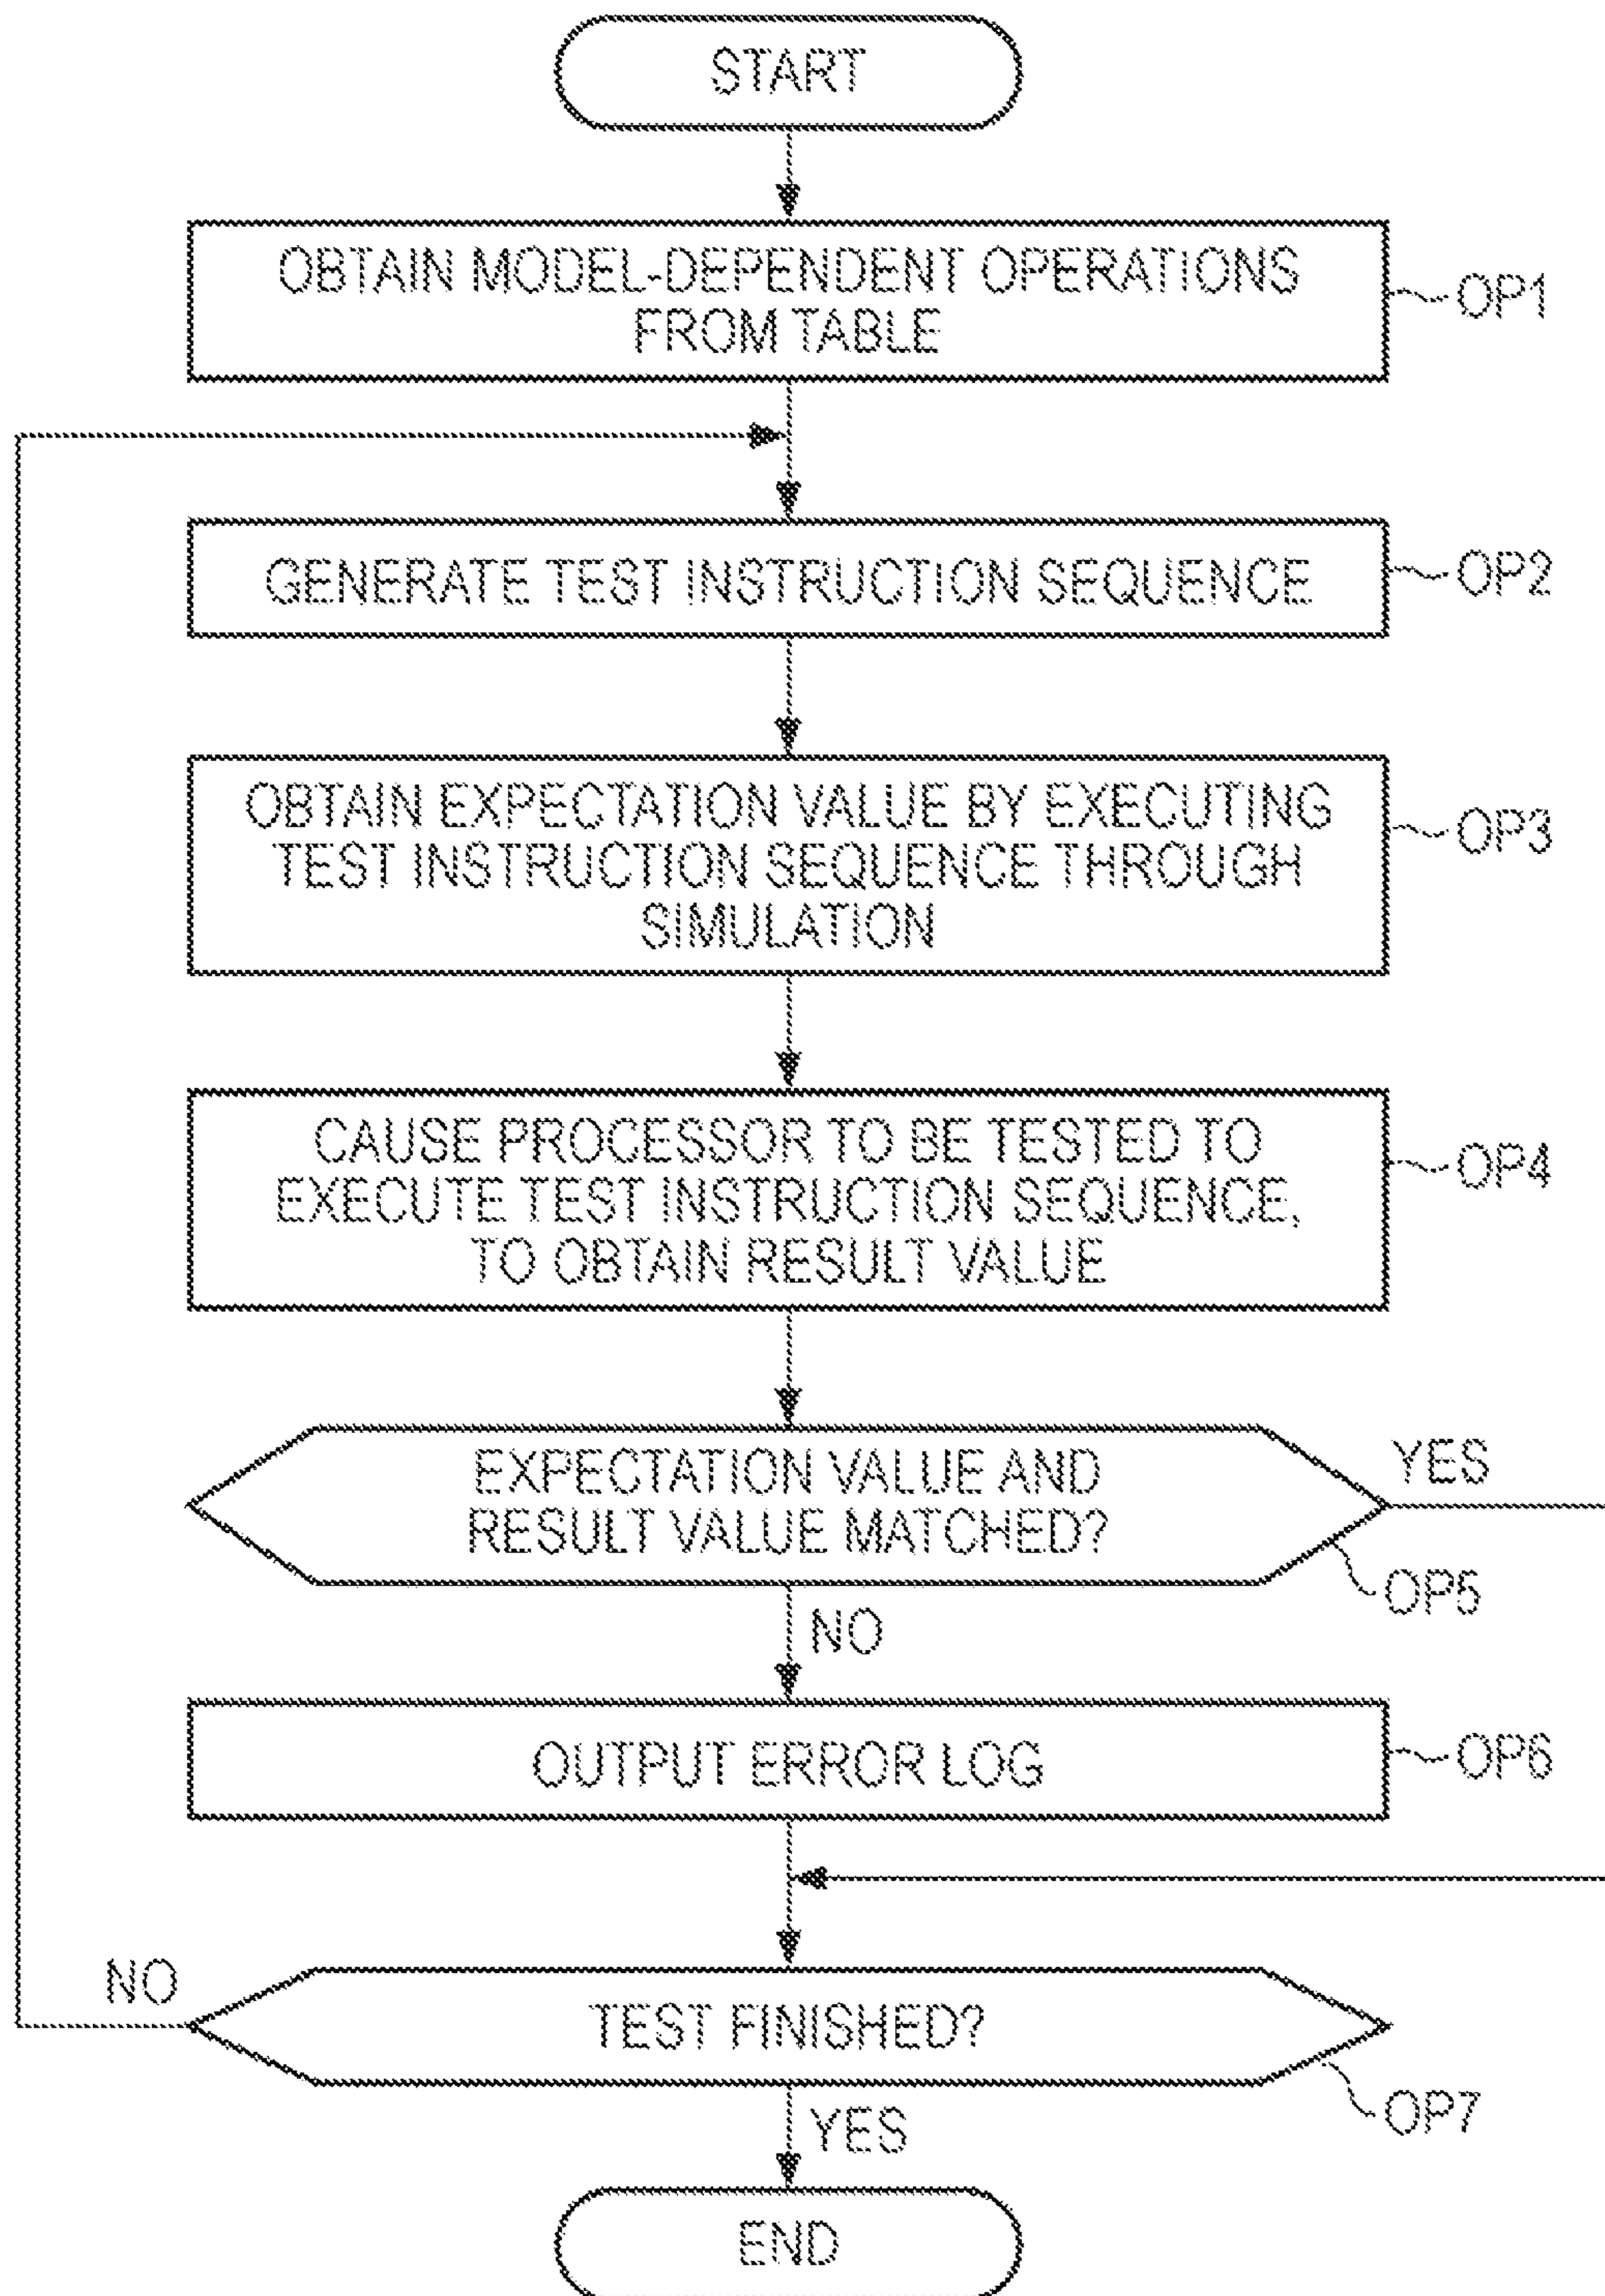 START
OBTAIN MODEL-DEPENDENT OPERATIONS
FROM TABLE
OP1
GENERATE TEST INSTRUCTION SEQUENCE
OP2
OBTAIN EXPECTATION VALUE BY EXECUTING
TEST INSTRUCTION SEQUENCE THROUGH
SIMULATION
OP3
CAUSE PROCESSOR TO BE TESTED TO
EXECUTE TEST INSTRUCTION SEQUENCE,
TO OBTAIN RESULT VALUE
OP4
EXPECTATION VALUE AND
RESULT VALUE MATCHED?
YES
OP5
NO
OUTPUT ERROR LOG
OP6
NO
TEST FINISHED?
OP7
YES
END